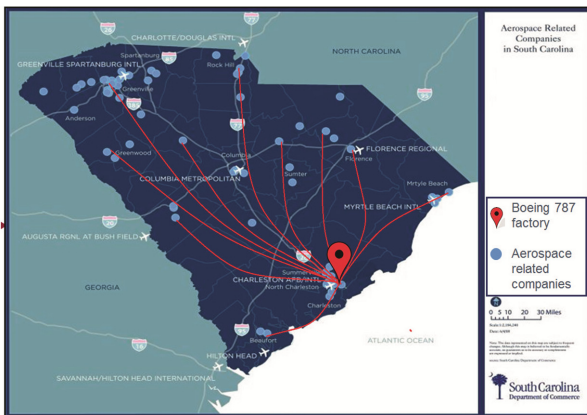 Aerospace Related
Companies
in South Carolina
CHARLOTTE/DOUGLAS INTL
NORTH CAROLINA
Spartanburg
Rock Hill
GREENVILLE SPARTANBURG INTL
Greenville
Anderson
Greenwood
Columbia
COLUMBIA METROPOLITAN
Sumter
FLORENCE REGIONAL
Florence
Mrtyle Beach
MYRTLE BEACH INTL
AUGUSTA RGNL AT BUSH FIELD
Summerville
CHARLESTON AFB/INTL
North Charleston
Charleston
GEORGIA
Beaufort
HILTON HEAD
ATLANTIC OCEAN
SAVANNAH/HILTON HEAD INTERNATIONAL
Boeing 787
factory
Aerospace
related
companies
0 5 10 20 30 Miles
South Carolina
Department of Commerce